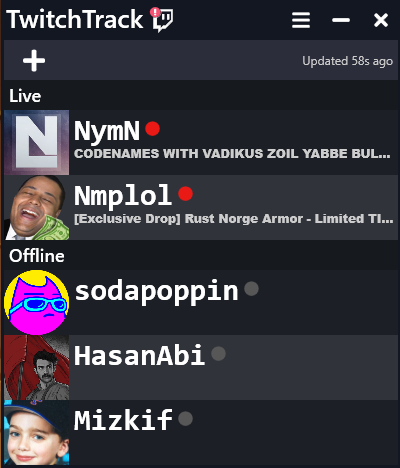 TwitchTrack
Updated 58s ago
Live
NymN
CODENAMES WITH VADIKUS ZOIL YABBE BUL...
Nmplol
[Exclusive Drop] Rust Norge Armor - Limited TI...
Offline
sodapoppin
HasanAbi
Mizkif